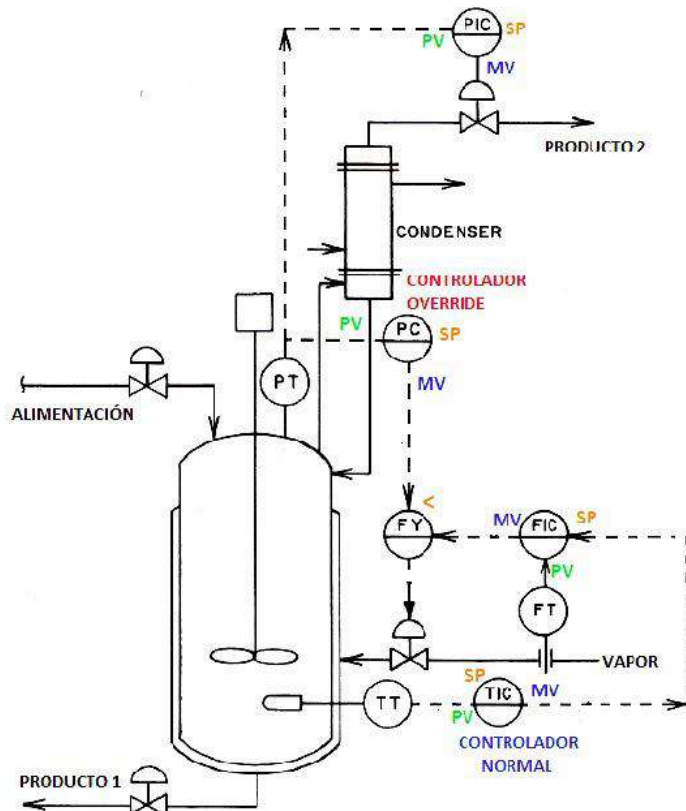 PIC
SP
PV
MV
PRODUCTO 2
CONDENSER
CONTROLADOR
OVERRIDE
PV
PC
SP
PT
MV
ALIMENTACIÓN
<
FY
MV
FIC
SP
PV
FT
VAPOR
SP
TT
TIC
MV
PV
CONTROLADOR
NORMAL
PRODUCTO 1